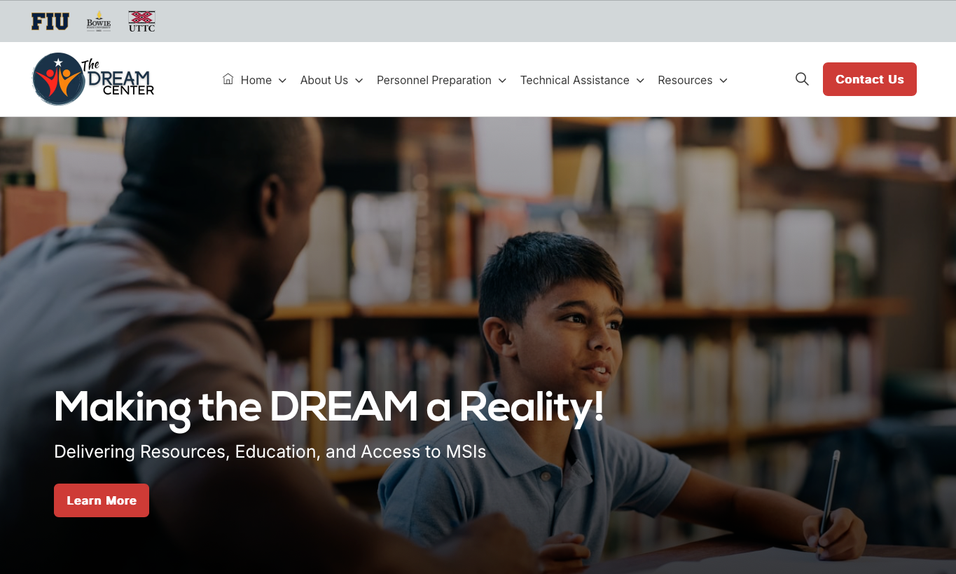 FIU
BOWIE
UTTC
The
DREAM
CENTER
Home
About Us
Personnel Preparation
Technical Assistance
Resources
Contact Us
Making the DREAM a Reality!
Delivering Resources, Education, and Access to MSIs
Learn More